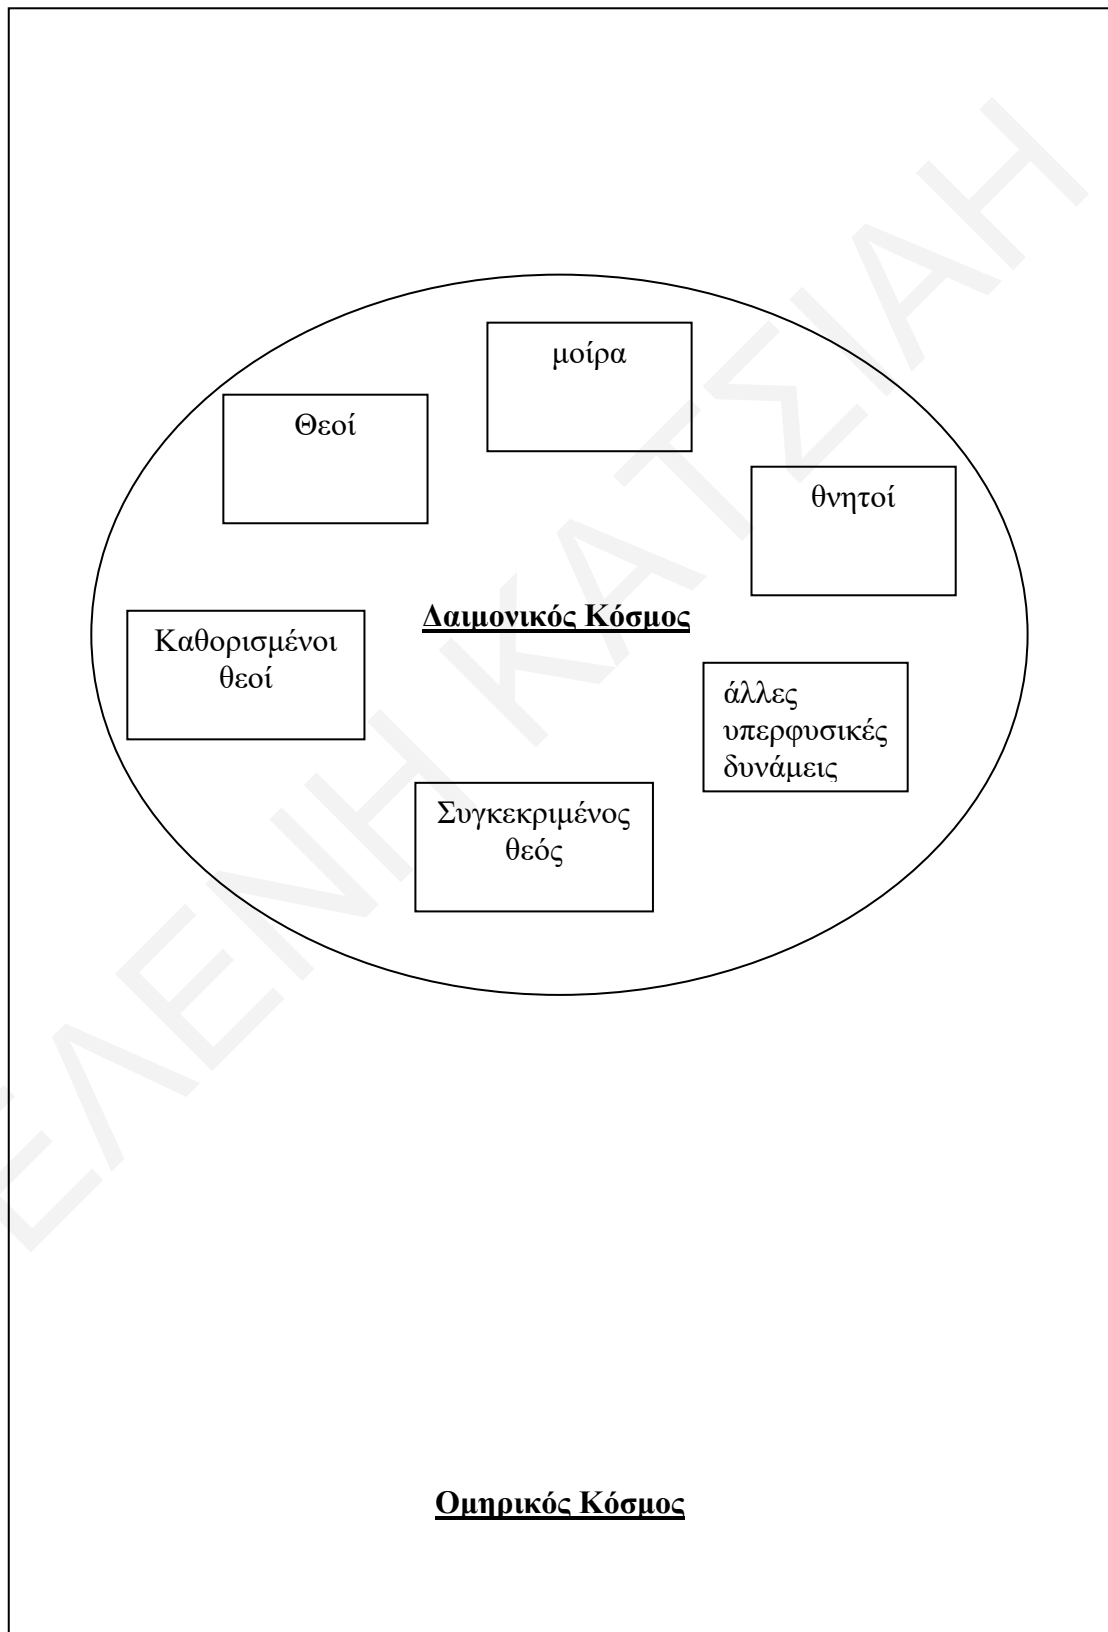 μοίρα
Θεοί
θνητοί
Δαιμονικός Κόσμος
Καθορισμένοι
θεοί
άλλες
υπερφυσικές
δυνάμεις
Συγκεκριμένος
θεός
Ομηρικός Κόσμος
ΕΛΕΝΗ ΚΑΤΣΙΑΗ